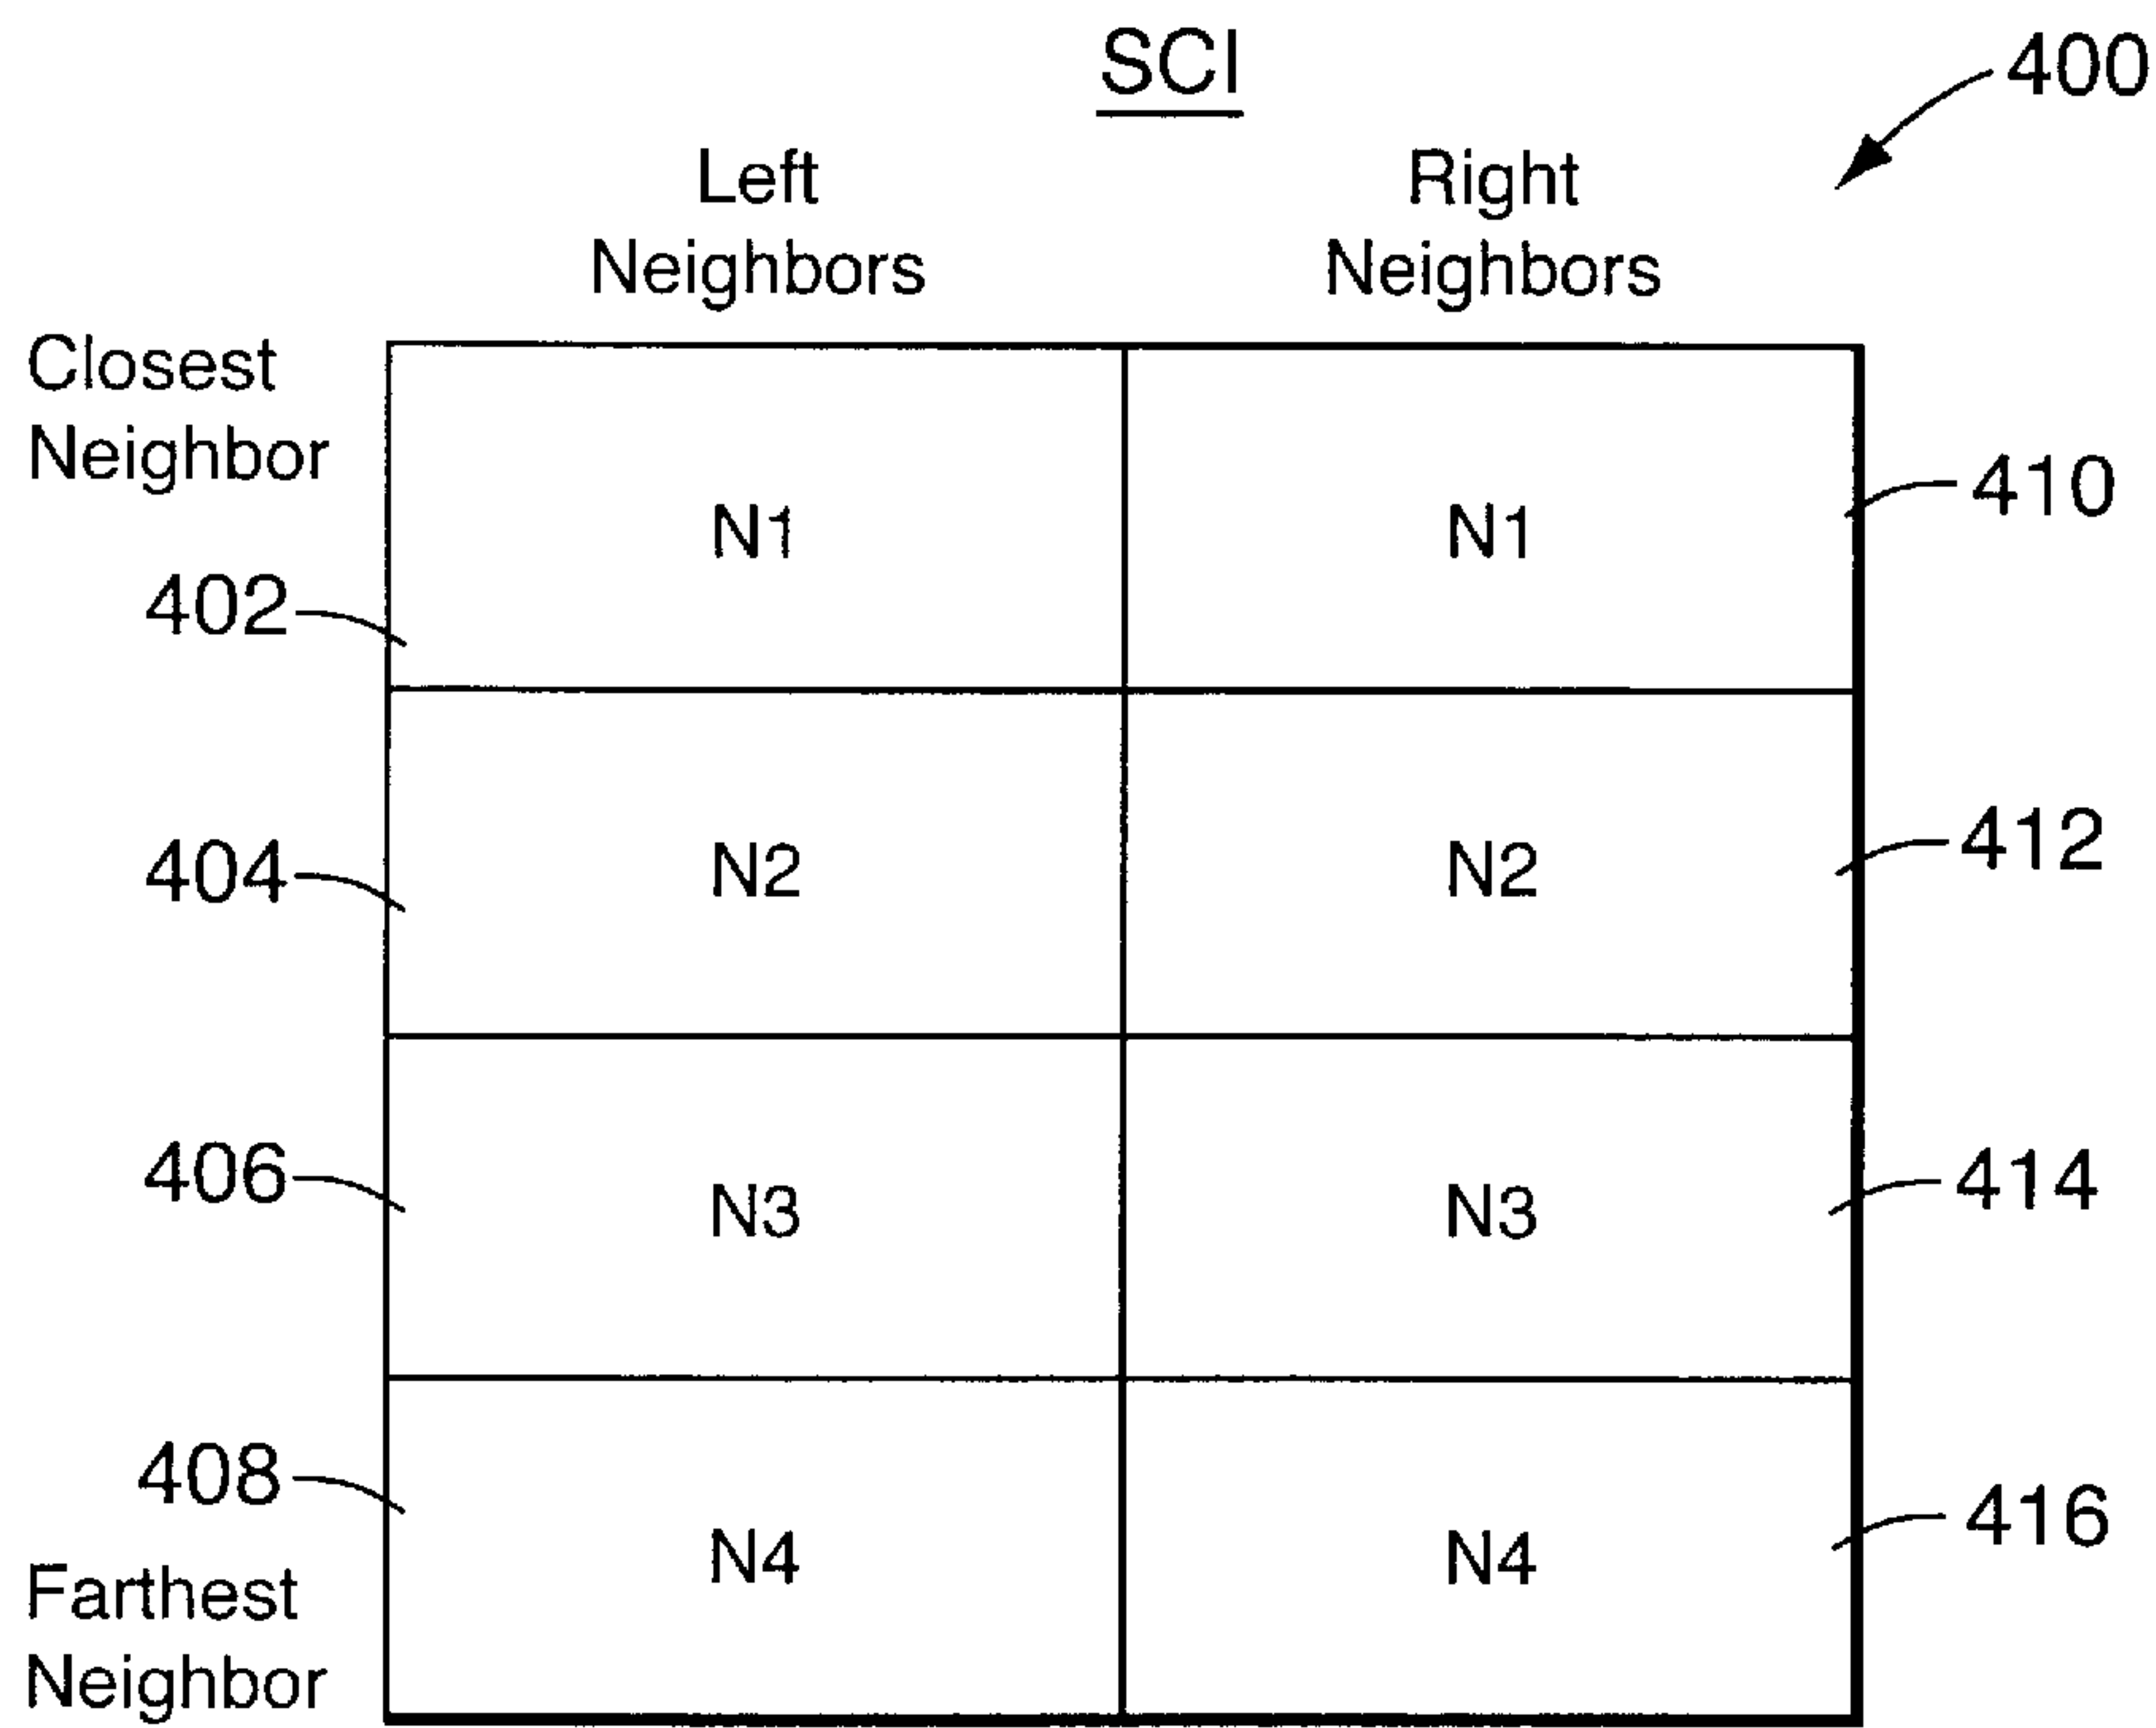 SCI
400
Left
Neighbors
Right
Neighbors
Closest
Neighbor
N1
N1
410
402
404
N2
N2
412
406
N3
N3
414
408
N4
N4
416
Farthest
Neighbor